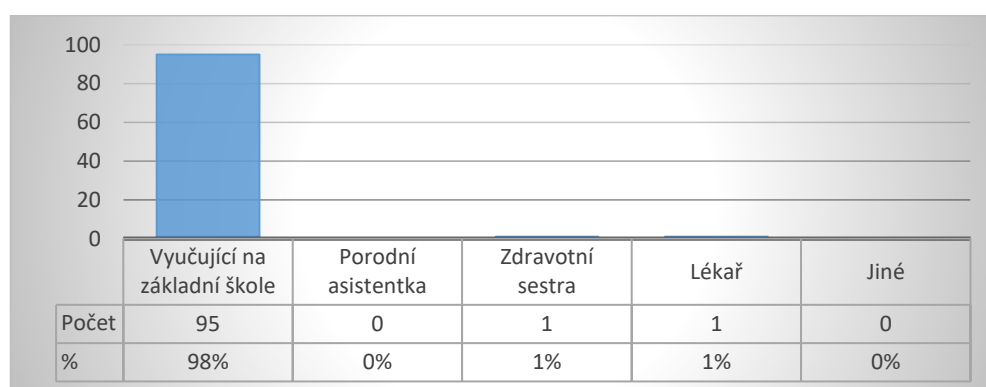 100
80
60
40
20
0
Vyučující na
základní škole
Porodní
asistentka
Zdravotní
sestra
Lékař
Jiné
Počet 95 0 1 1 0
% 98% 0% 1% 1% 0%